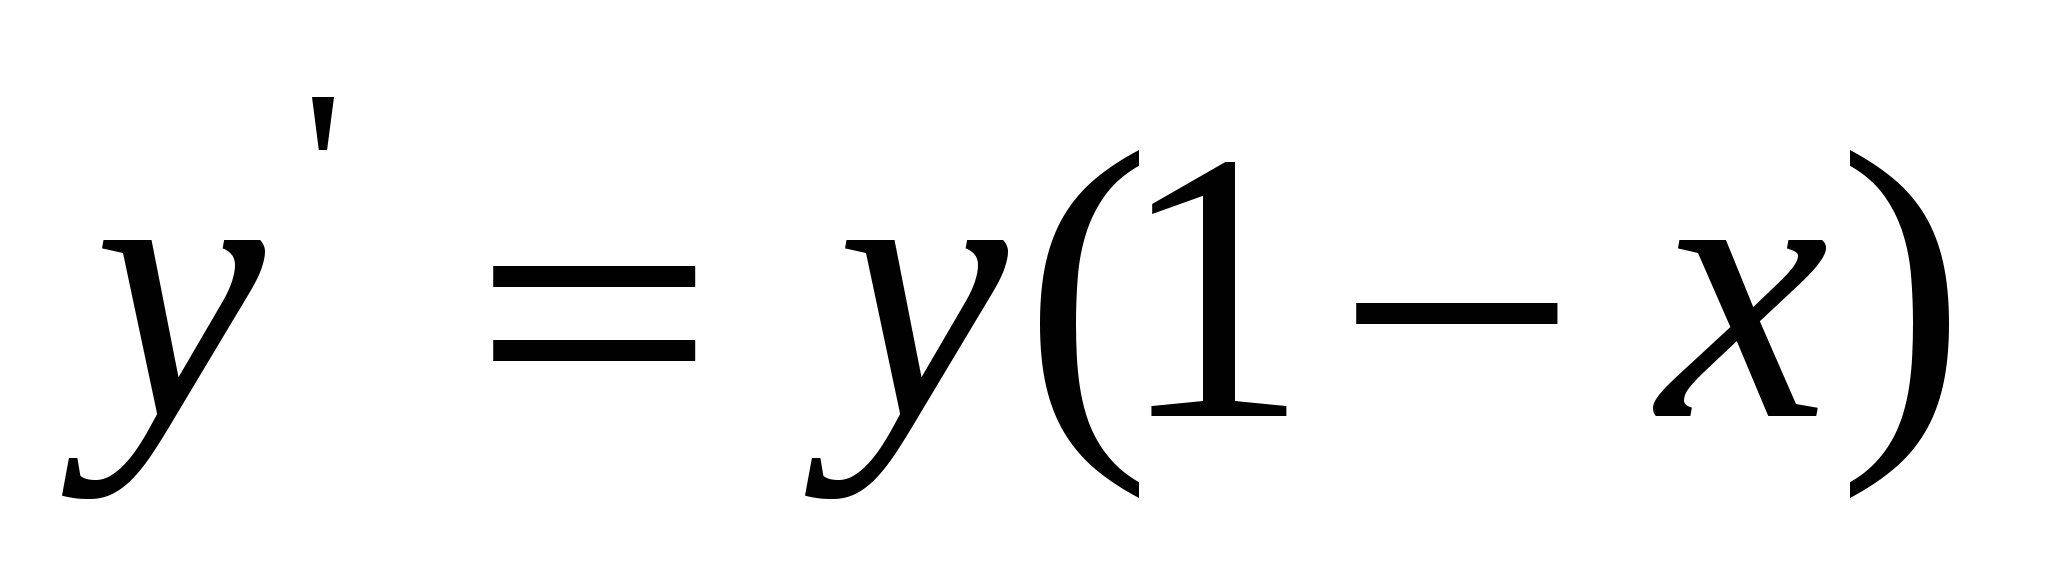 y' = y(1 − x)